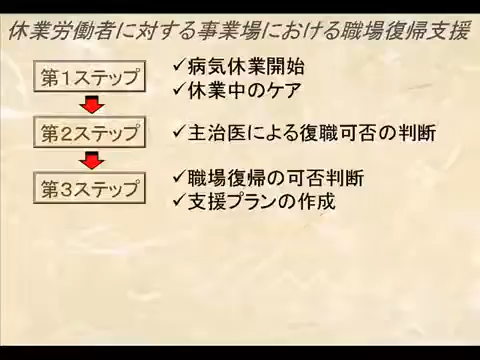 休業労働者に対する事業場における職場復帰支援
第1ステップ
✓病気休業開始
✓休業中のケア
第2ステップ
✓主治医による復職可否の判断
第3ステップ
✓職場復帰の可否判断
✓支援プランの作成